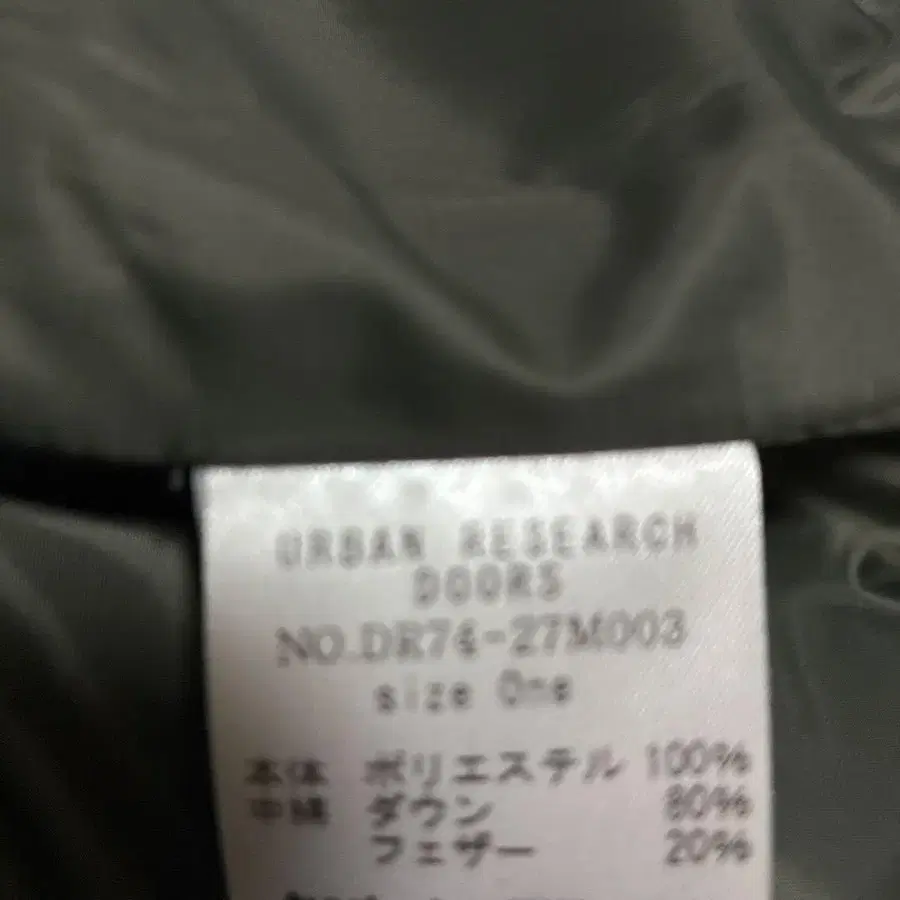 URBAN RESEARCH
DOORS
NO.DR74-27M003
size One
本体 ポリエステル 100%
中綿 ダウン 80%
フェザー 20%